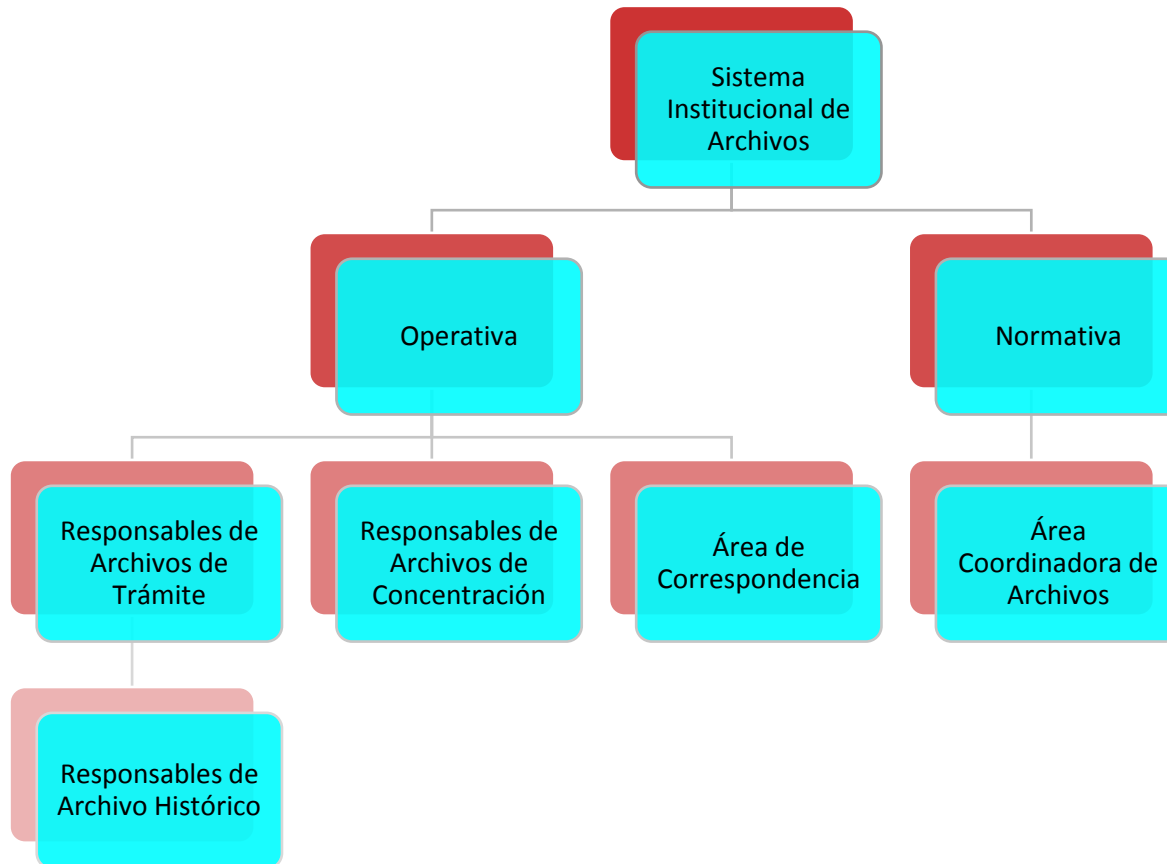 Sistema
Institucional de
Archivos
Operativa
Normativa
Responsables de
Archivos de
Trámite
Responsables de
Archivos de
Concentración
Área de
Correspondencia
Área
Coordinadora de
Archivos
Responsables de
Archivo Histórico